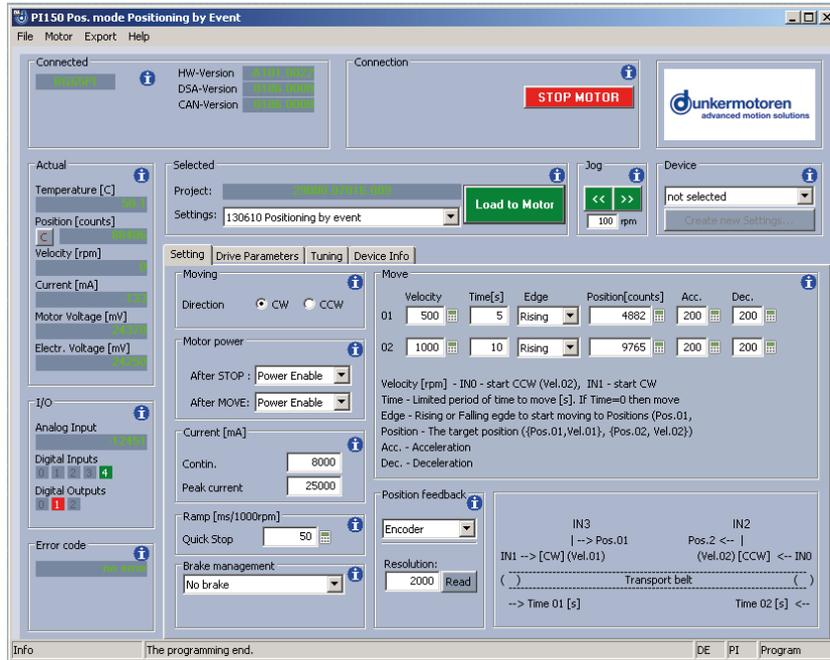 PI150 Pos. mode Positioning by Event
File Motor Export Help
Connected
HW-Version
DSA-Version
CAN-Version
Connection
STOP MOTOR
dunkermotoren
advanced motion solutions
Actual
Temperature [C]
Position [counts]
C
Velocity [rpm]
Current [mA]
Motor Voltage [mV]
Electr. Voltage [mV]
I/O
Analog Input
12451
Digital Inputs
0 1 2 3 4
Digital Outputs
0 1 2
Error code
no error
Selected
Project:
Settings: 130610 Positioning by event
Load to Motor
Jog
<< >>
100 rpm
Device
not selected
Create new Settings...
Setting Drive Parameters Tuning Device Info
Moving
Direction CW CCW
Motor power
After STOP : Power Enable
After MOVE: Power Enable
Current [mA]
Contin. 8000
Peak current 25000
Ramp [ms/1000rpm]
Quick Stop 50
Brake management
No brake
Move
Velocity Time[s] Edge Position[counts] Acc. Dec.
01 500 5 Rising 4882 200 200
02 1000 10 Rising 9765 200 200
Velocity [rpm] - IN0 - start CCW (Vel.02), IN1 - start CW
Time - Limited period of time to move [s]. If Time=0 then move
Edge - Rising or Falling egde to start moving to Positions (Pos.01,
Position - The target position ({Pos.01,Vel.01}, {Pos.02, Vel.02})
Acc. - Acceleration
Dec. - Deceleration
Position feedback
Encoder
Resolution:
2000 Read
IN3 IN2
| --> Pos.01 Pos.2 <-- |
IN1 --> [CW] (Vel.01) (Vel.02) [CCW] <-- IN0
( ) Transport belt ( )
--> Time 01 [s] Time 02 [s] <--
Info The programming end. DE PI Program